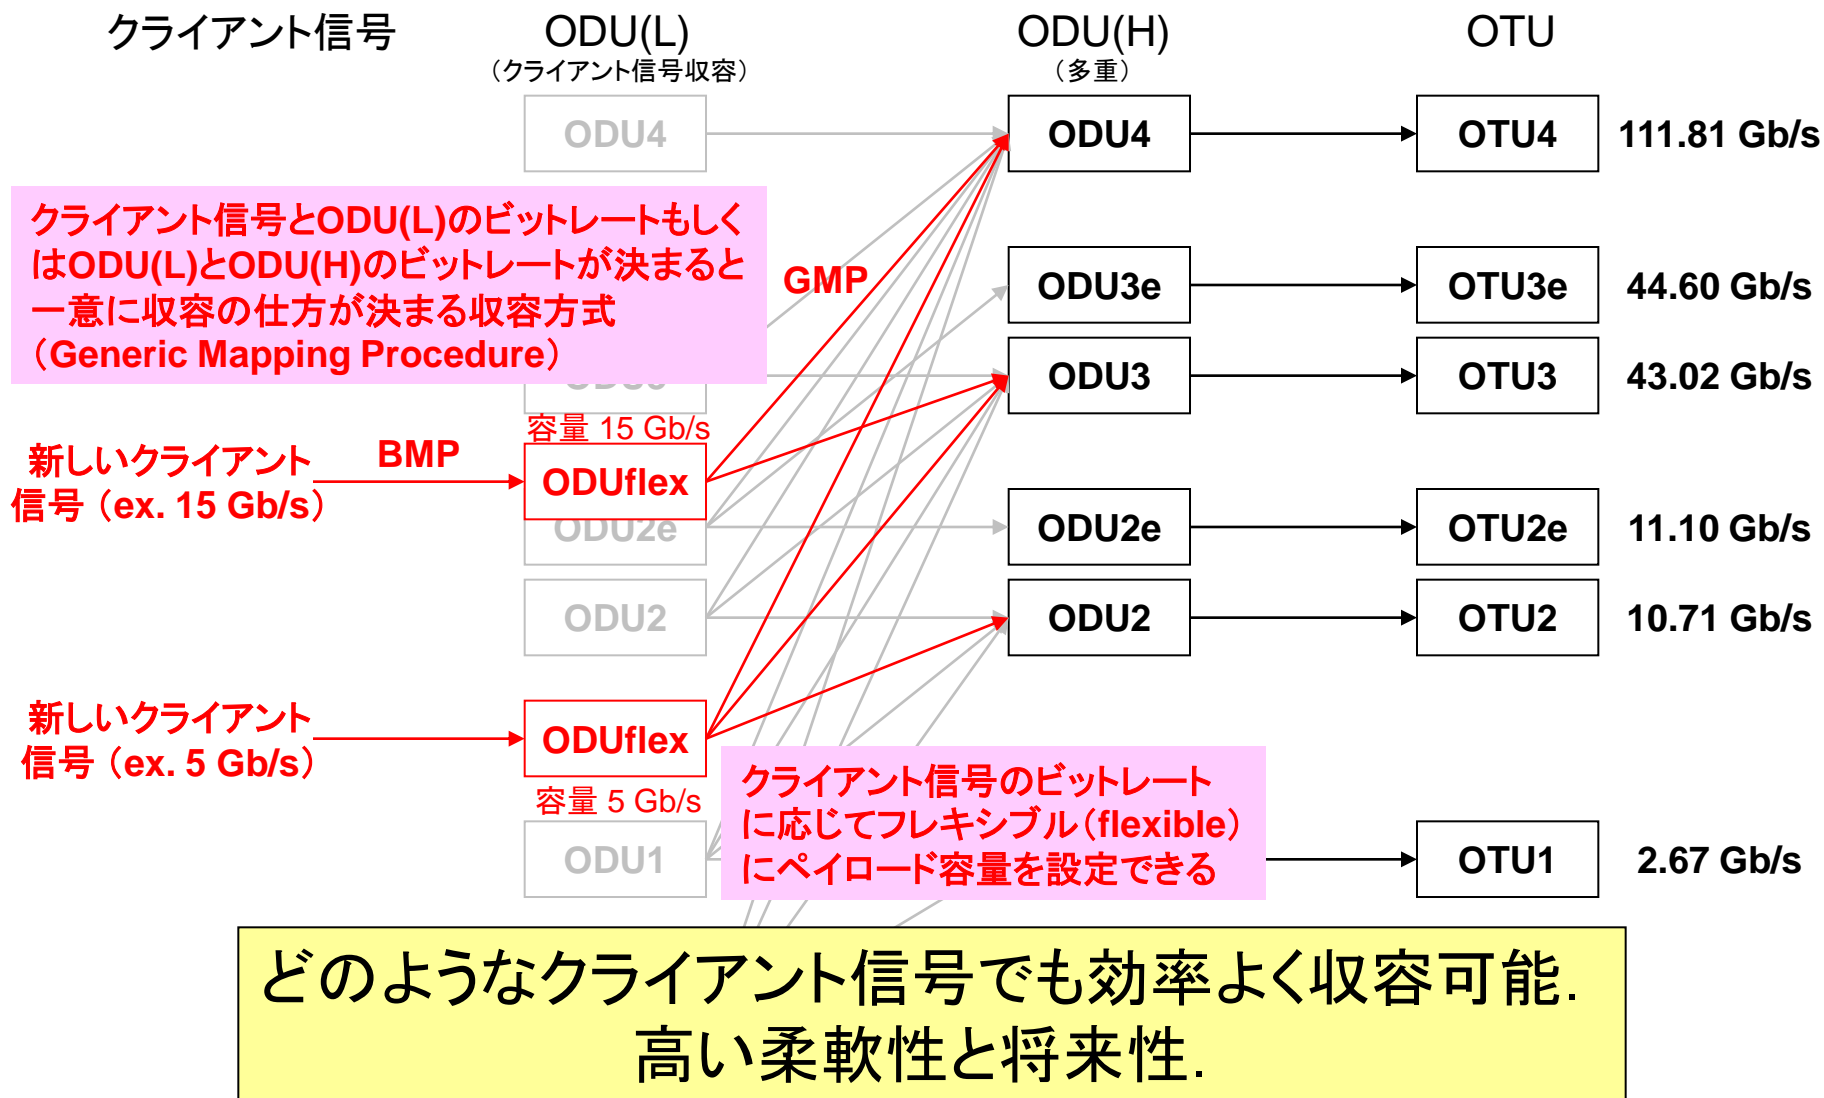 クライアント信号
ODU(L)
（クライアント信号収容）
ODU(H)
（多重）
OTU
ODU4
ODU4
OTU4
111.81 Gb/s
クライアント信号とODU(L)のビットレートもしく
はODU(L)とODU(H)のビットレートが決まると
一意に収容の仕方が決まる収容方式
（Generic Mapping Procedure）
GMP
ODU3e
OTU3e
44.60 Gb/s
ODU3
OTU3
43.02 Gb/s
容量 15 Gb/s
新しいクライアント
信号（ex. 15 Gb/s）
BMP
ODUflex
ODU2e
ODU2e
OTU2e
11.10 Gb/s
ODU2
ODU2
OTU2
10.71 Gb/s
新しいクライアント
信号（ex. 5 Gb/s）
ODUflex
容量 5 Gb/s
クライアント信号のビットレート
に応じてフレキシブル（flexible）
にペイロード容量を設定できる
ODU1
OTU1
2.67 Gb/s
どのようなクライアント信号でも効率よく収容可能．
高い柔軟性と将来性．